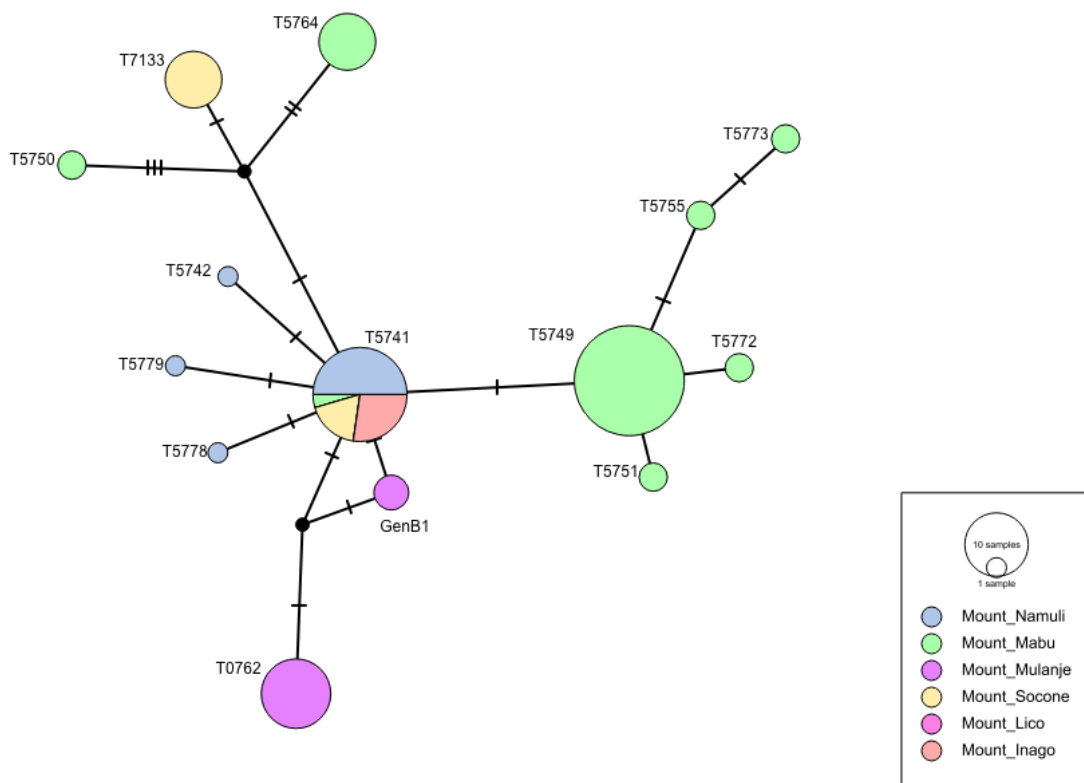 T5764
T7133
T5773
T5750
T5755
T5742
T5741
T5749
T5772
T5779
T5778
T5751
GenB1
T0762
10 samples
1 sample
Mount_Namuli
Mount_Mabu
Mount_Mulanje
Mount_Socone
Mount_Lico
Mount_Inago